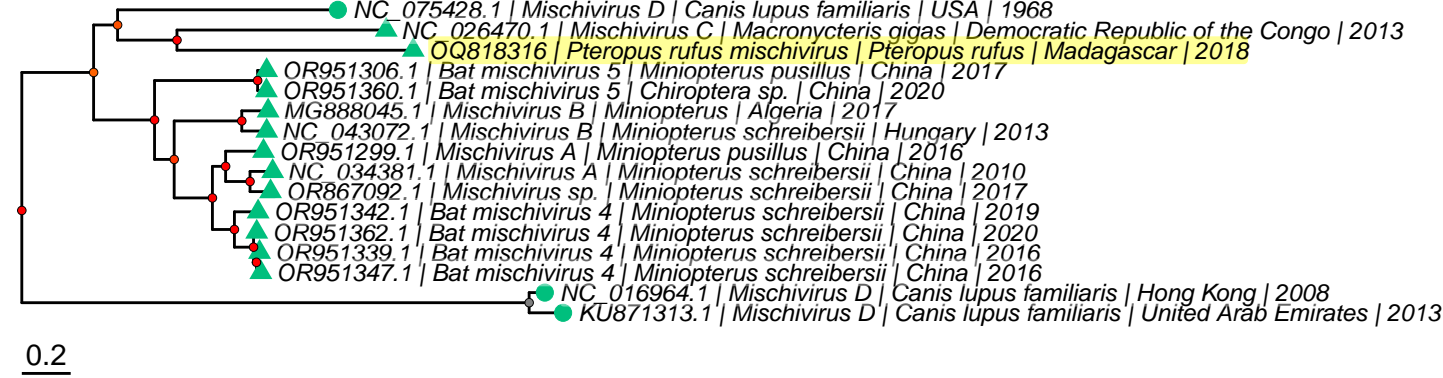 NC_075428.1 | Mischivirus D | Canis lupus familiaris | USA | 1968
NC_026470.1 | Mischivirus C | Macronycteris gigas | Democratic Republic of the Congo | 2013
OQ818316 | Pteropus rufus mischivirus | Pteropus rufus | Madagascar | 2018
OR951306.1 | Bat mischivirus 5 | Miniopterus pusillus | China | 2017
OR951360.1 | Bat mischivirus 5 | Chiroptera sp. | China | 2020
MG888045.1 | Mischivirus B | Miniopterus | Algeria | 2017
NC_043072.1 | Mischivirus B | Miniopterus schreibersii | Hungary | 2013
OR951299.1 | Mischivirus A | Miniopterus pusillus | China | 2016
NC_034381.1 | Mischivirus A | Miniopterus schreibersii | China | 2010
OR867092.1 | Mischivirus sp. | Miniopterus schreibersii | China | 2017
OR951342.1 | Bat mischivirus 4 | Miniopterus schreibersii | China | 2019
OR951362.1 | Bat mischivirus 4 | Miniopterus schreibersii | China | 2020
OR951339.1 | Bat mischivirus 4 | Miniopterus schreibersii | China | 2016
OR951347.1 | Bat mischivirus 4 | Miniopterus schreibersii | China | 2016
NC_016964.1 | Mischivirus D | Canis lupus familiaris | Hong Kong | 2008
KU871313.1 | Mischivirus D | Canis lupus familiaris | United Arab Emirates | 2013
0.2